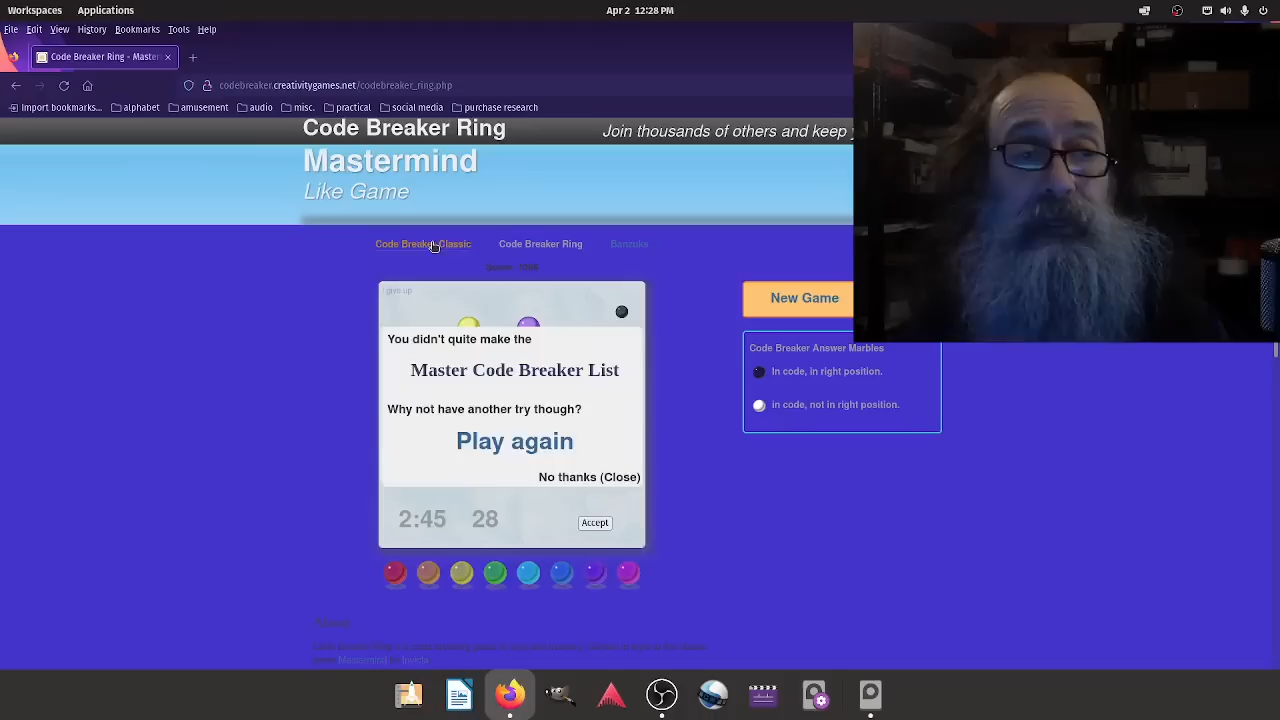 Workspaces Applications Apr 2 12:28 PM
File Edit View History Bookmarks Tools Help
Code Breaker Ring - Master
codebreaker.creativitygames.net/codebreaker_ring.php
Import bookmarks... alphabet amusement audio misc. practical social media purchase research
Code Breaker Ring Join thousands of others and keep
Mastermind
Like Game
Code Breaker Classic Code Breaker Ring Banzuke
give up
New Game
You didn't quite make the
Master Code Breaker List
Why not have another try though?
Play again
No thanks (Close)
Code Breaker Answer Marbles
In code, in right position.
in code, not in right position.
2:45 28 Accept
Mastermind Invicta